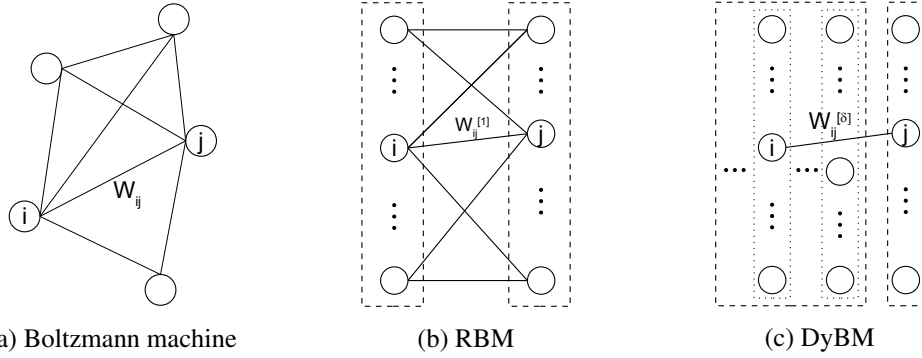 i
j
W_ij
i
j
W_ij^[1]
i
j
W_ij^[δ]
a) Boltzmann machine
(b) RBM
(c) DyBM